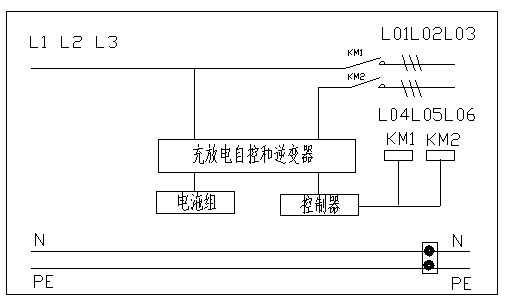 L1 L2 L3
L01L02L03
KM1
KM2
L04L05L06
KM1 KM2
充放电自控和逆变器
电池组
控制器
N N
PE PE